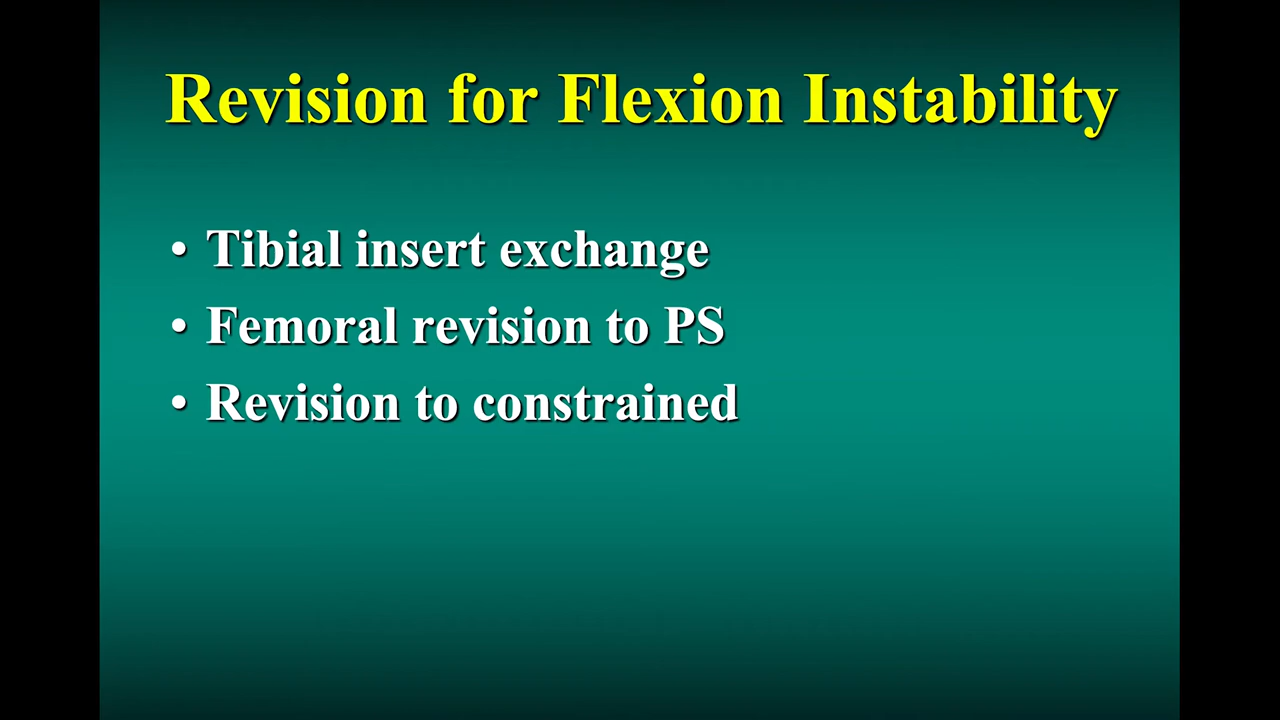 Revision for Flexion Instability
• Tibial insert exchange
• Femoral revision to PS
• Revision to constrained